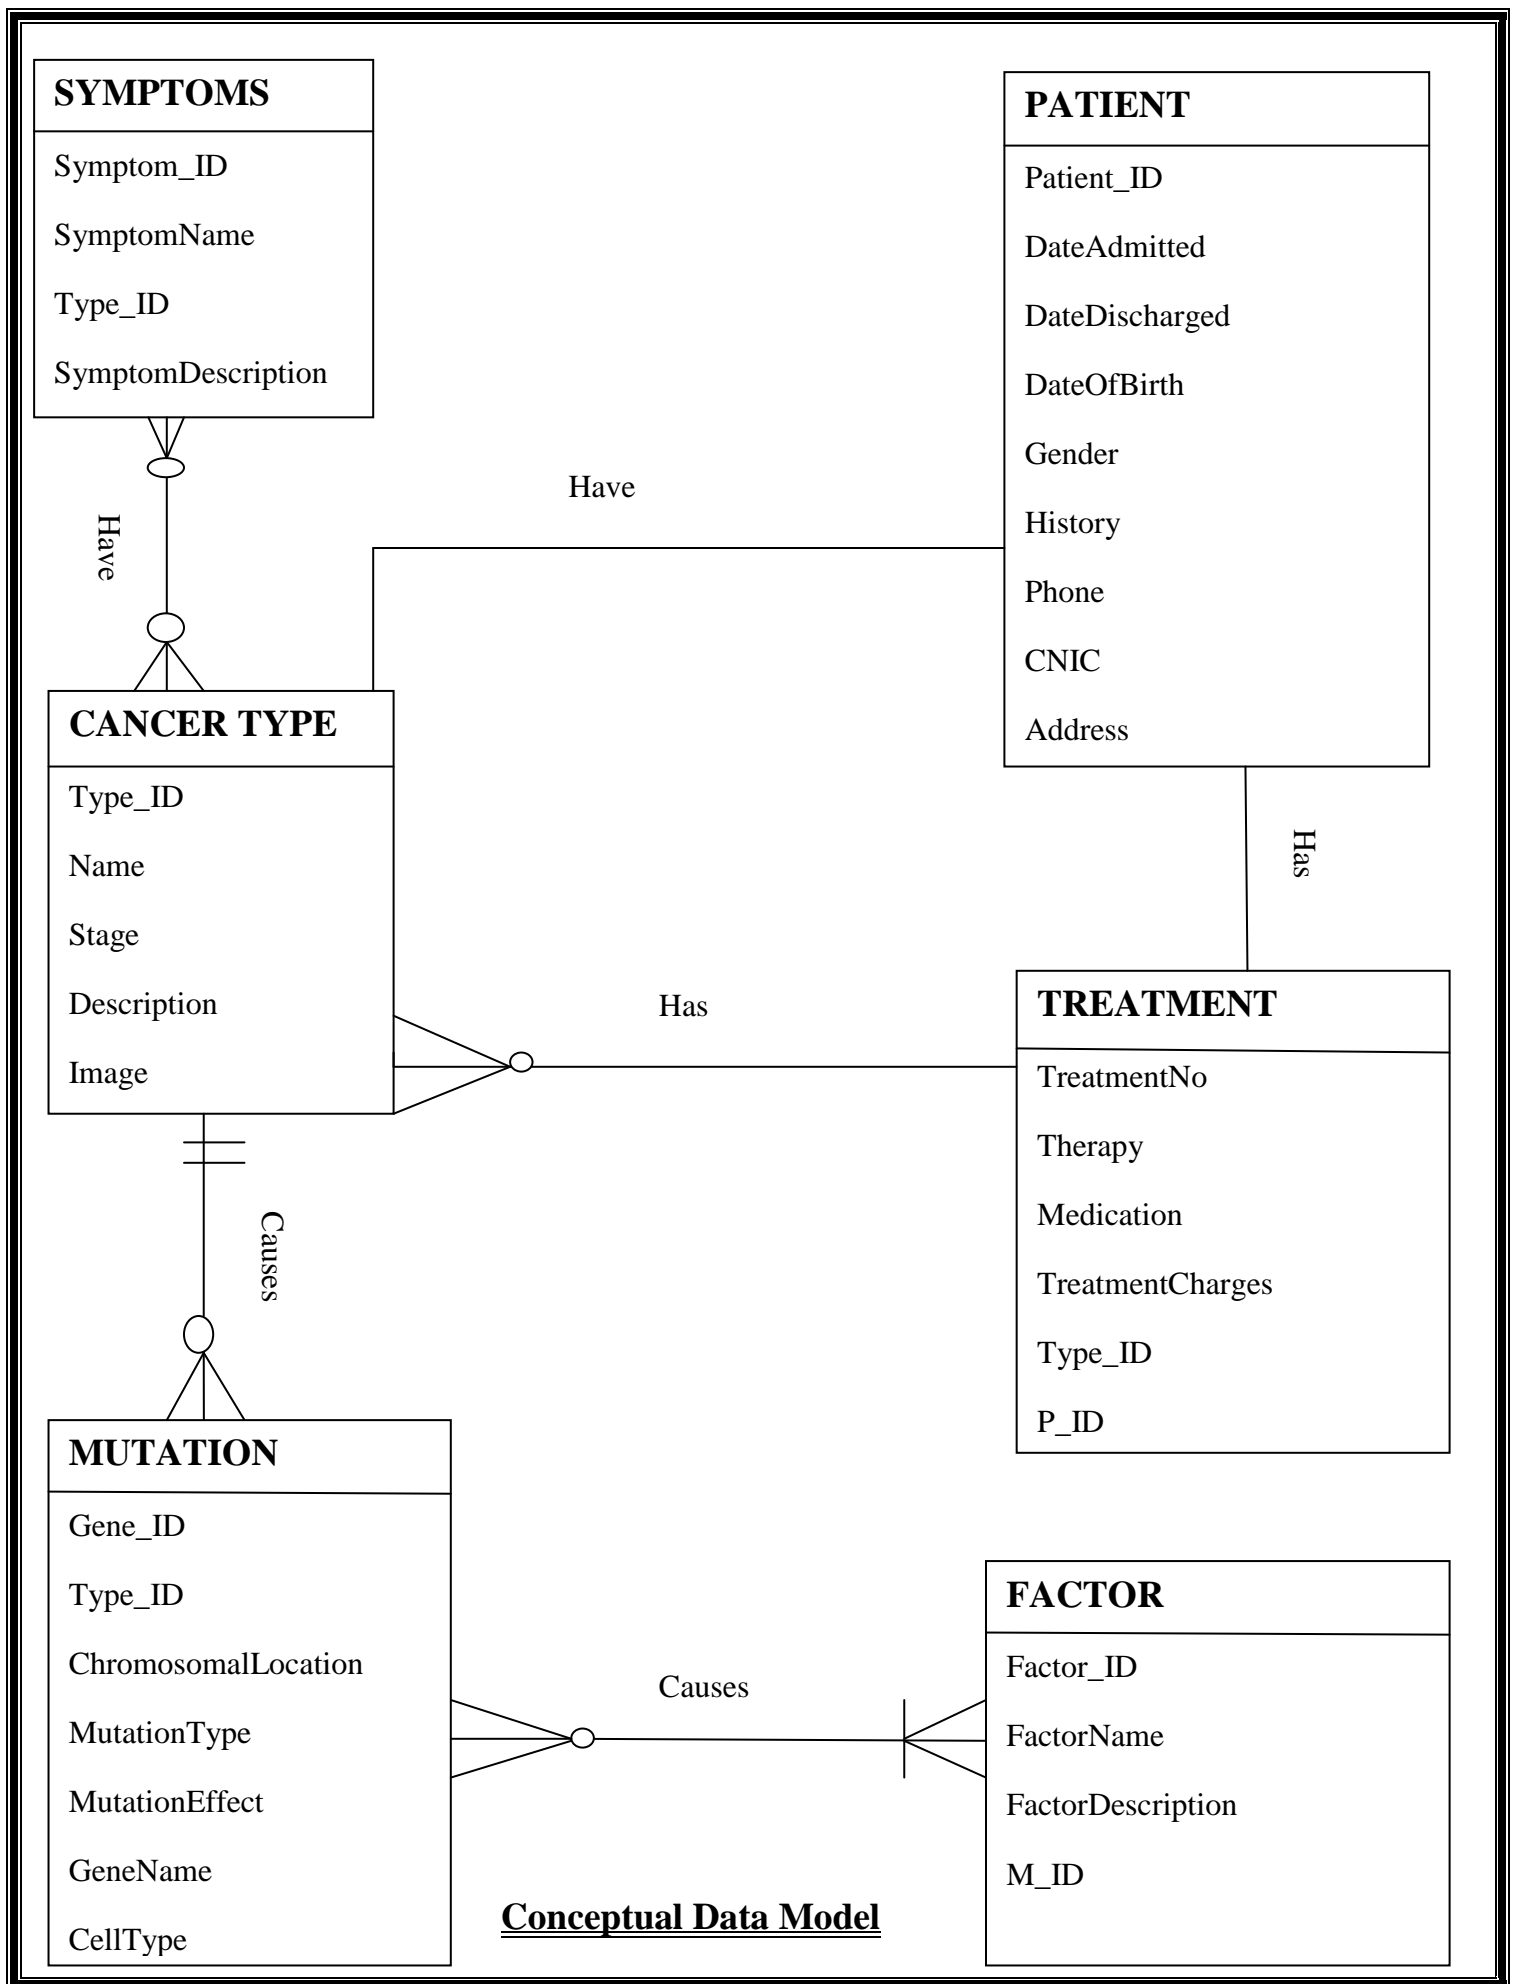 SYMPTOMS
Symptom_ID
SymptomName
Type_ID
SymptomDescription
PATIENT
Patient_ID
DateAdmitted
DateDischarged
DateOfBirth
Gender
History
Phone
CNIC
Address
Have
Have
CANCER TYPE
Type_ID
Name
Stage
Description
Image
Has
Has
TREATMENT
TreatmentNo
Therapy
Medication
TreatmentCharges
Type_ID
P_ID
Causes
MUTATION
Gene_ID
Type_ID
ChromosomalLocation
MutationType
MutationEffect
GeneName
CellType
Causes
FACTOR
Factor_ID
FactorName
FactorDescription
M_ID
Conceptual Data Model